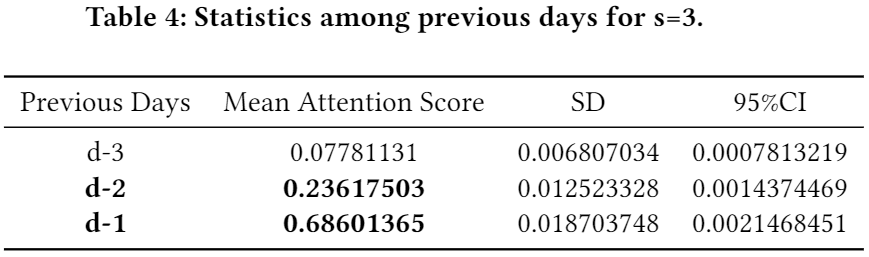 Table 4: Statistics among previous days for s=3.
Previous Days Mean Attention Score SD 95%CI
d-3 0.07781131 0.006807034 0.0007813219
d-2 0.23617503 0.012523328 0.0014374469
d-1 0.68601365 0.018703748 0.0021468451